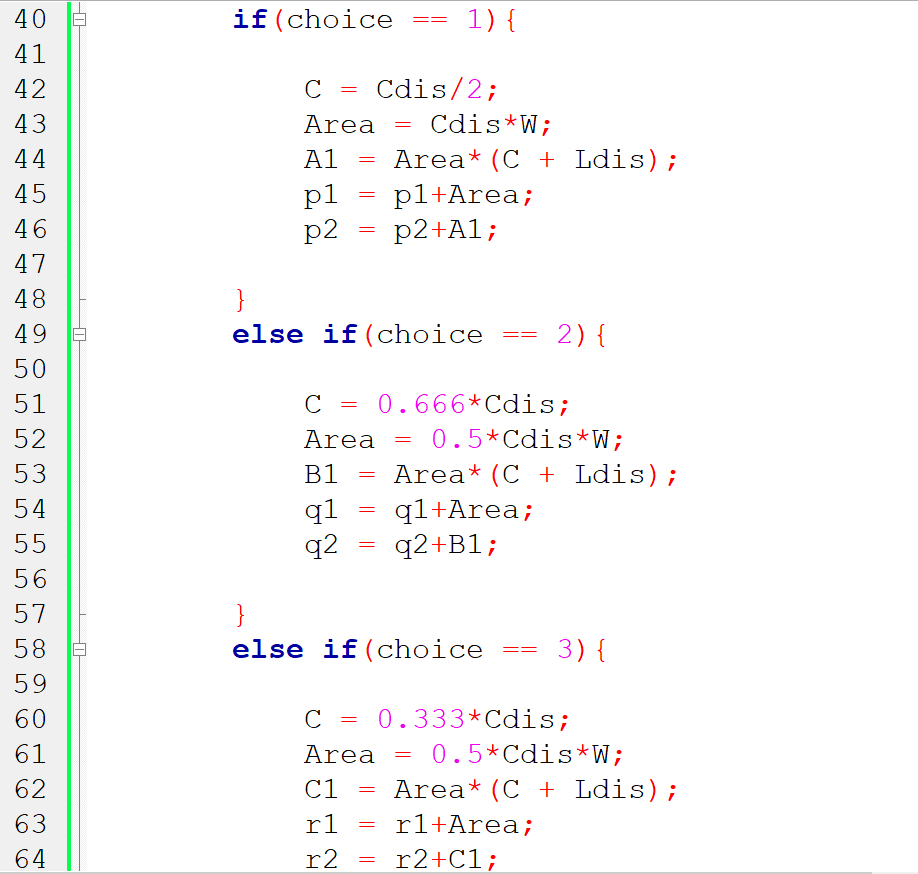 40 if(choice == 1){
41
42 C = Cdis/2;
43 Area = Cdis*W;
44 A1 = Area*(C + Ldis);
45 p1 = p1+Area;
46 p2 = p2+A1;
47
48 }
49 else if(choice == 2){
50
51 C = 0.666*Cdis;
52 Area = 0.5*Cdis*W;
53 B1 = Area*(C + Ldis);
54 q1 = q1+Area;
55 q2 = q2+B1;
56
57 }
58 else if(choice == 3){
59
60 C = 0.333*Cdis;
61 Area = 0.5*Cdis*W;
62 C1 = Area*(C + Ldis);
63 r1 = r1+Area;
64 r2 = r2+C1;